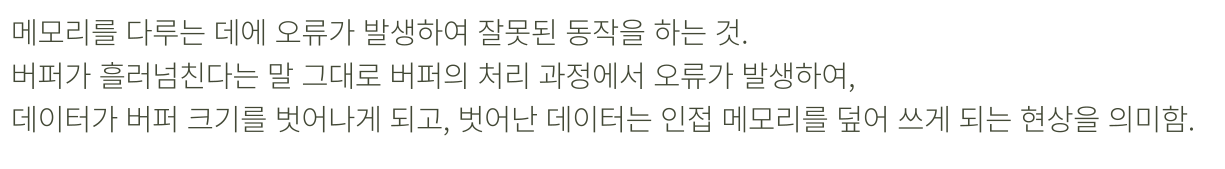 메모리를 다루는 데에 오류가 발생하여 잘못된 동작을 하는 것.
버퍼가 흘러넘친다는 말 그대로 버퍼의 처리 과정에서 오류가 발생하여,
데이터가 버퍼 크기를 벗어나게 되고, 벗어난 데이터는 인접 메모리를 덮어 쓰게 되는 현상을 의미함.